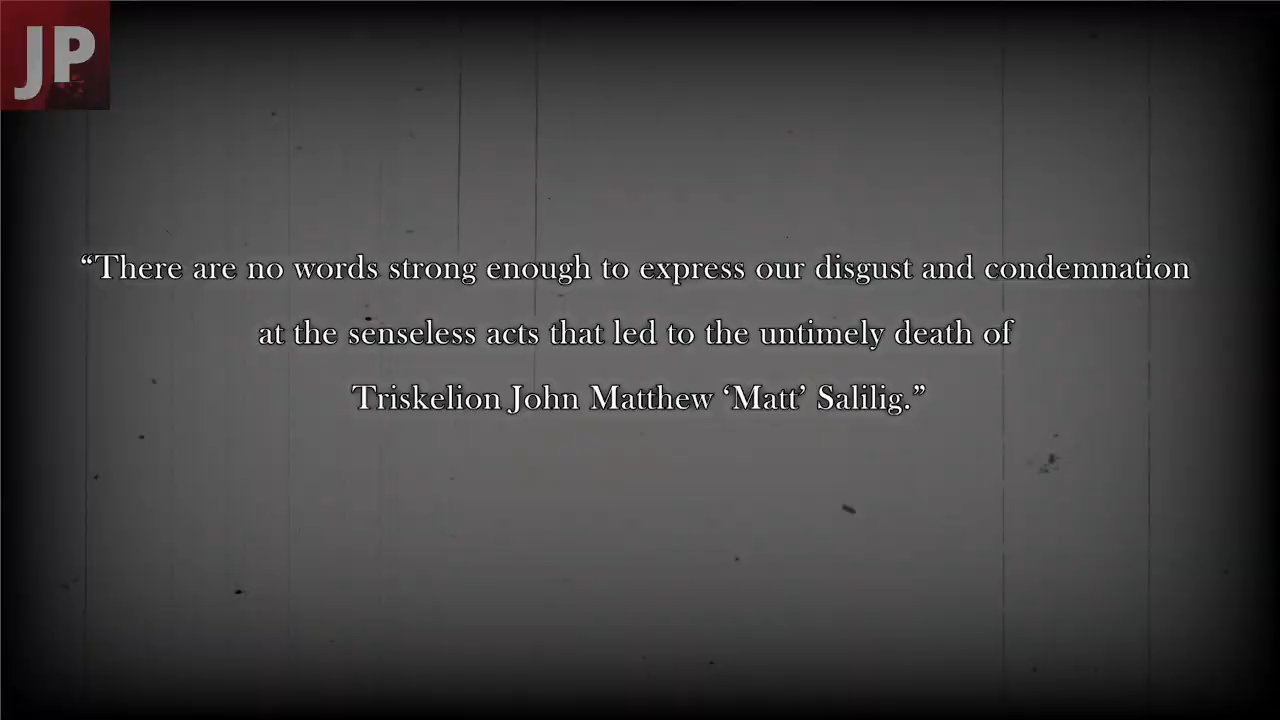 JP
“There are no words strong enough to express our disgust and condemnation
at the senseless acts that led to the untimely death of
Triskelion John Matthew ‘Matt’ Salilig.”